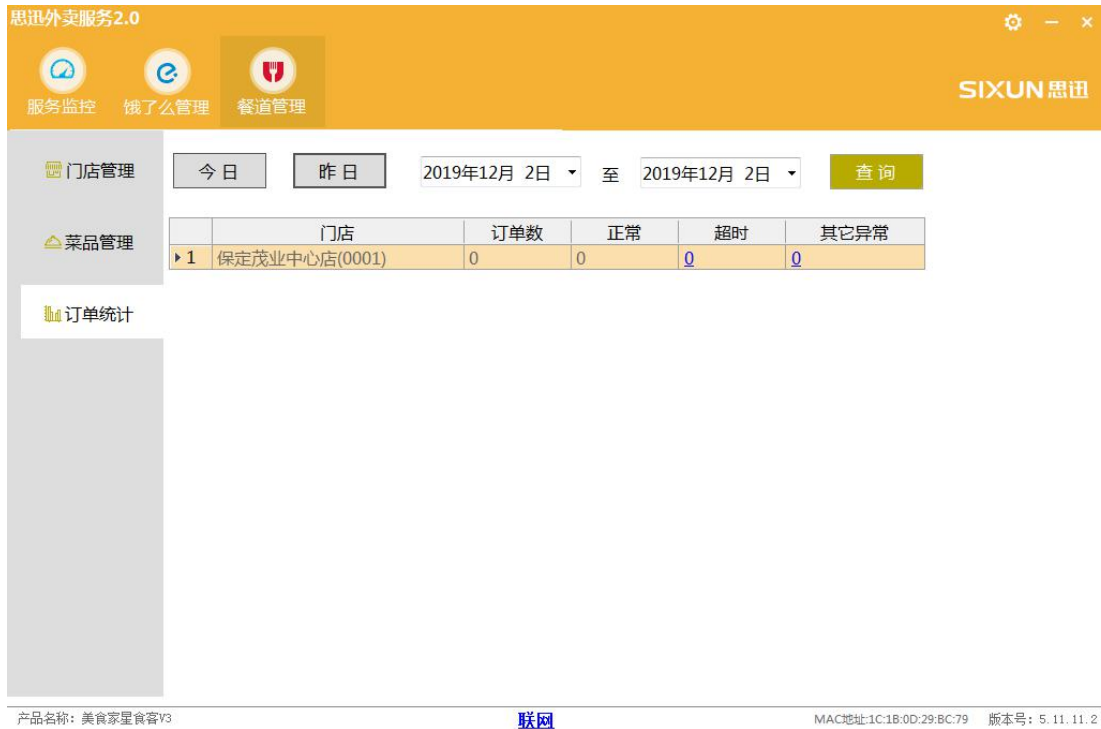 思迅外卖服务2.0
服务监控 饿了么管理 餐道管理
SIXUN思迅
门店管理 今日 昨日 2019年12月 2日 至 2019年12月 2日 查询
菜品管理
门店 订单数 正常 超时 其它异常
1 保定茂业中心店(0001) 0 0 0 0
订单统计
产品名称: 美食家星食客V3 联网 MAC地址:1C:1B:0D:29:BC:79 版本号: 5.11.11.2